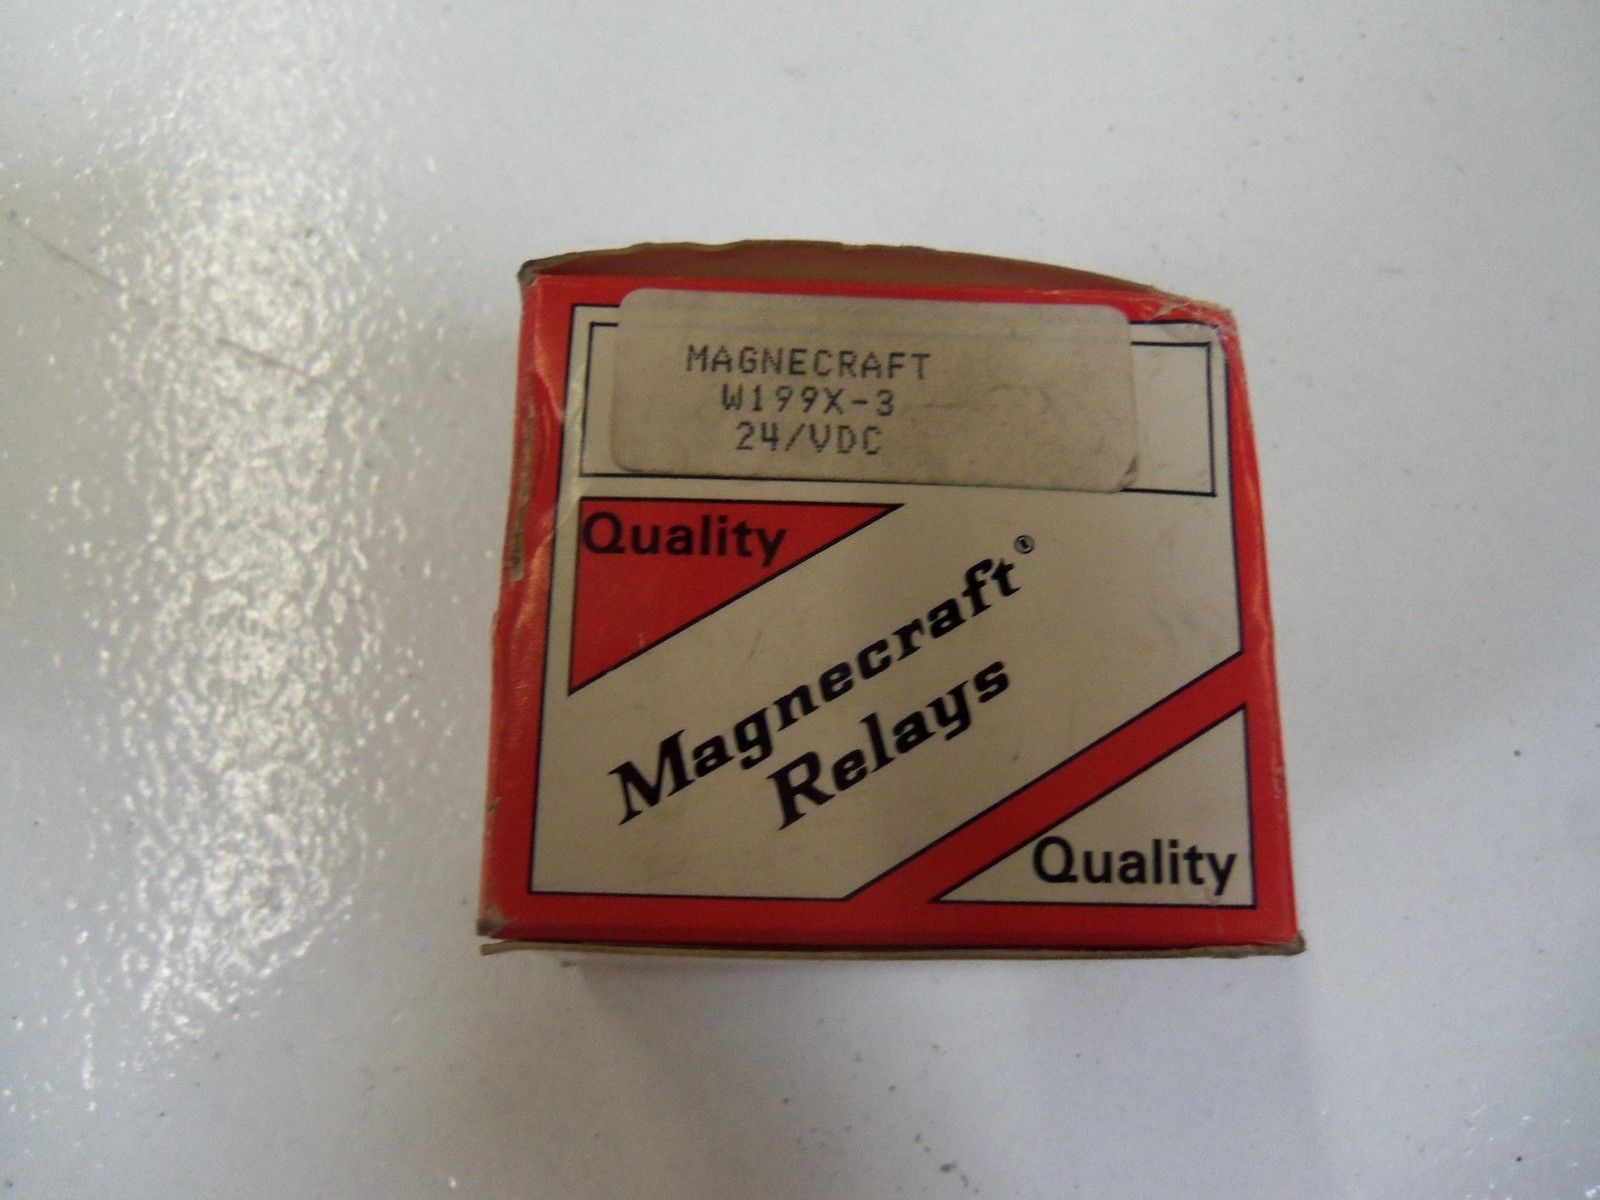 MAGNECRAFT
W199X-3
24/VDC
Quality
Magnecraft®
Relays
Quality